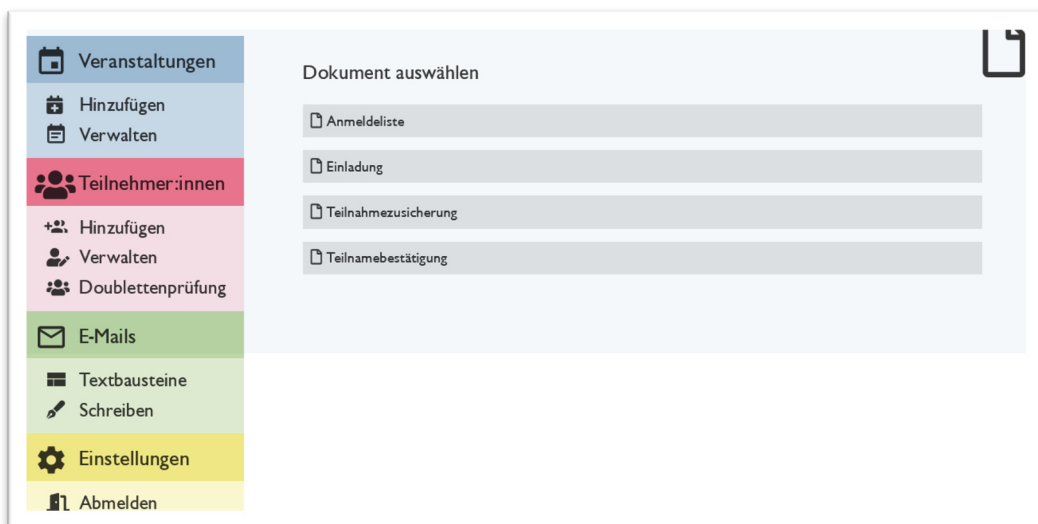 Veranstaltungen
Hinzufügen
Verwalten
Teilnehmer:innen
Hinzufügen
Verwalten
Doublettenprüfung
E-Mails
Textbausteine
Schreiben
Einstellungen
Abmelden
Dokument auswählen
Anmeldeliste
Einladung
Teilnahmezusicherung
Teilnamebestätigung